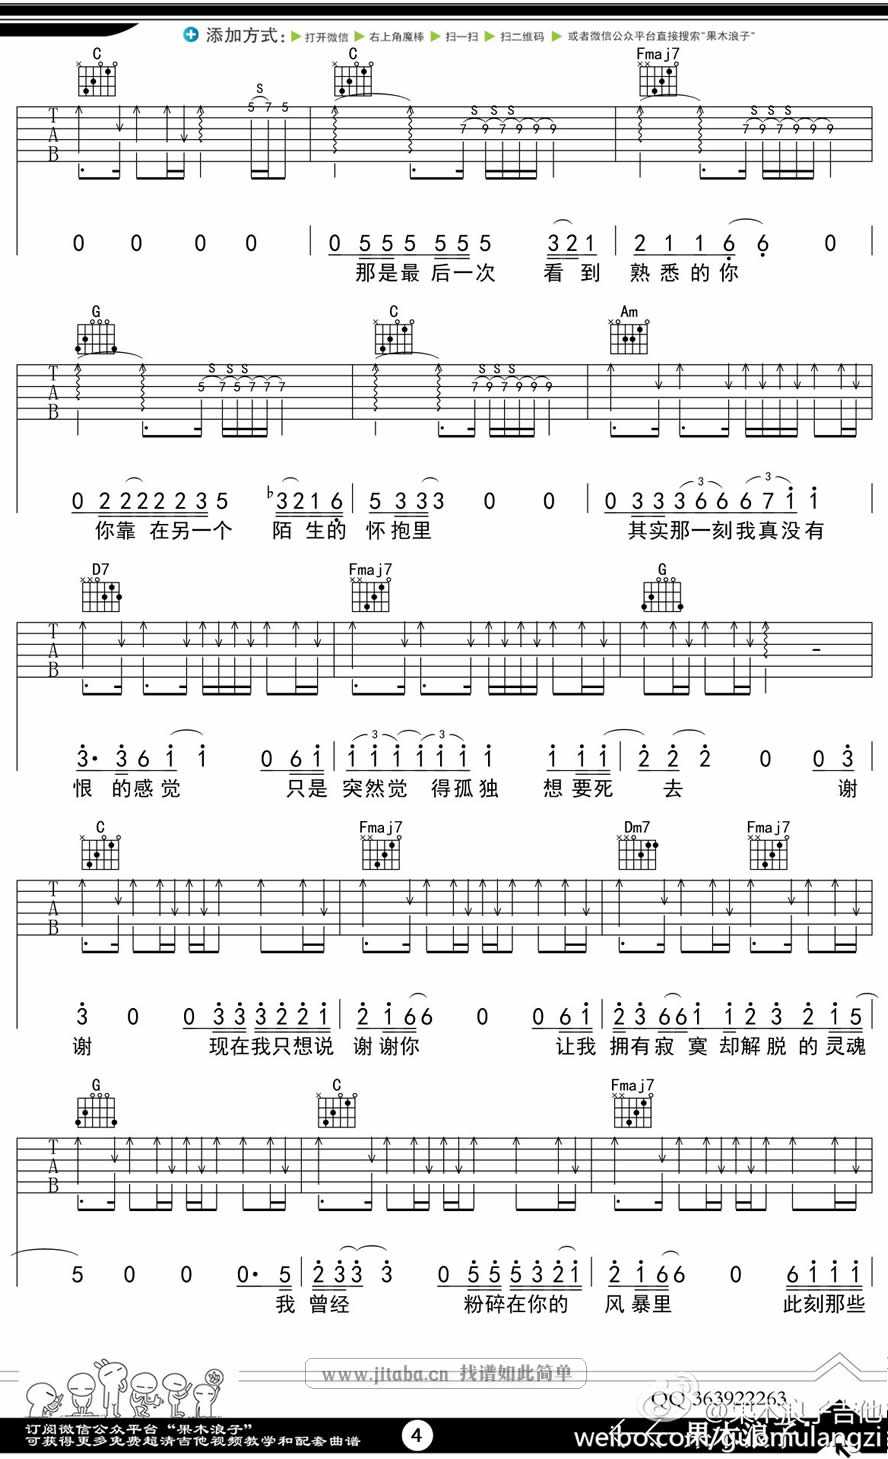 添加方式： ▶打开微信 ▶右上角魔棒 ▶扫一扫 ▶扫二维码 ▶或者微信公众平台直接搜索"果木浪子"
C C Fmaj7
S S S S S S S
5 7 5 7 9 7 9 9 9 7 9 7 9 9 9
T A B
0 0 0 0 0 5 5 5 5 5 5 3 2 1 2 1 1 6 6 0
那是最 后一次 看 到 熟 悉 的 你
G C Am
S S S S S S
5 7 5 7 7 7 7 9 7 9 9 9
T A B
0 2 2 2 2 2 3 5 ♭3 2 1 6 5 3 3 3 0 0 0 3 3 3 6 6 6 7 1 1
你靠 在另一个 陌 生的 怀 抱里 其实那一刻我真没有
D7 Fmaj7 G
T A B
3· 3 6 1 1 0 6 1 1 1 1 1 1 1 1 1 1 1 2 2 2 0 0 3
恨 的感觉 只是 突然觉 得孤独 想 要死 去 谢
C Fmaj7 Dm7 Fmaj7
T A B
3 0 0 3 3 3 2 2 1 2 1 6 6 0 0 6 1 2 3 6 6 1 1 2 3 2 1 5
谢 现在我只想说 谢谢你 让我 拥有寂 寞 却解 脱 的 灵魂
G C Fmaj7
T A B
5 0 0 0· 5 2 3 3 3 0 5 5 5 3 2 1 2 1 6 6 0 6 1 1 1
我 曾经 粉碎在你的 风 暴里 此刻那些
www.jitaba.cn 找谱如此简单
QQ 363922263
订阅微信公众平台“果木浪子”
可获得更多免费超清吉他视频教学和配套曲谱
4
果木浪子
@果木浪子吉他
weibo.com/guomulangzi